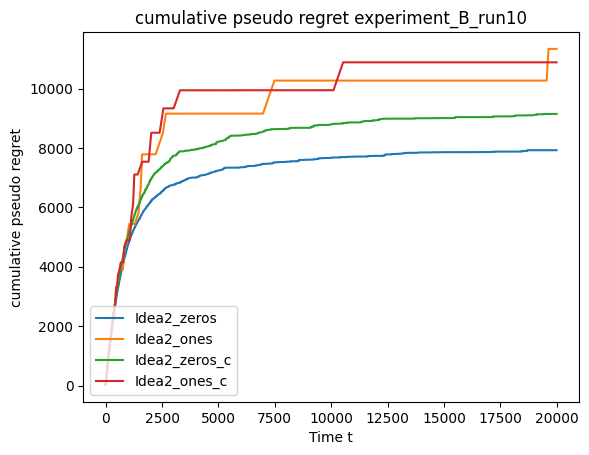 cumulative pseudo regret experiment_B_run10
cumulative pseudo regret
10000
8000
6000
4000
2000
0
Idea2_zeros
Idea2_ones
Idea2_zeros_c
Idea2_ones_c
0 2500 5000 7500 10000 12500 15000 17500 20000
Time t